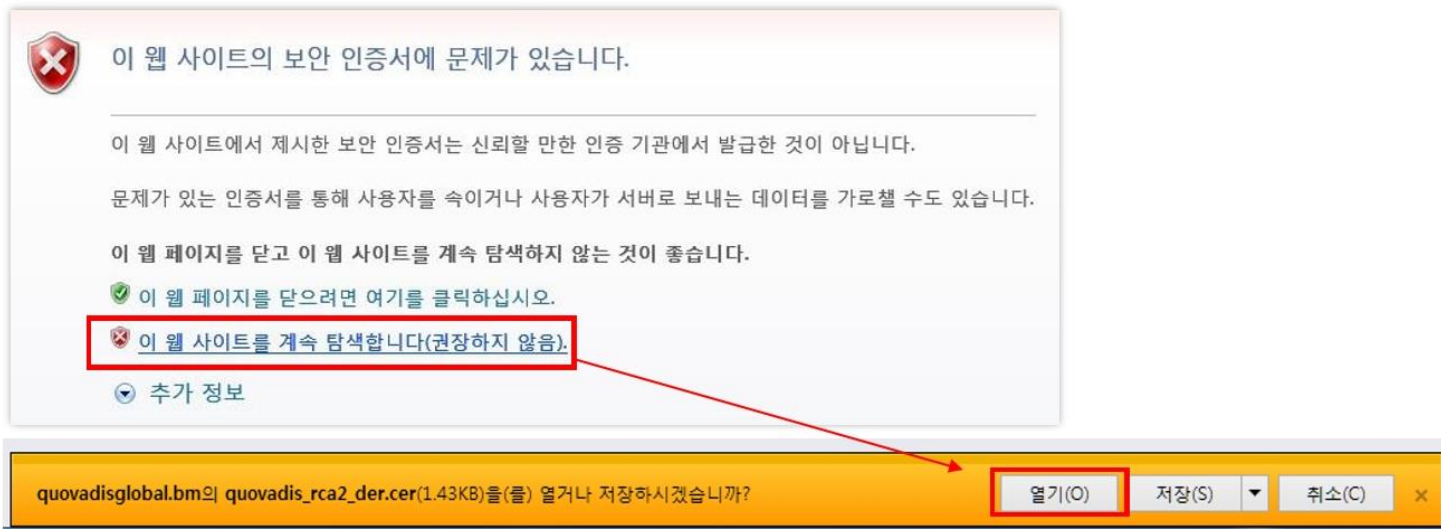 이 웹 사이트의 보안 인증서에 문제가 있습니다.
이 웹 사이트에서 제시한 보안 인증서는 신뢰할 만한 인증 기관에서 발급한 것이 아닙니다.
문제가 있는 인증서를 통해 사용자를 속이거나 사용자가 서버로 보내는 데이터를 가로챌 수도 있습니다.
이 웹 페이지를 닫고 이 웹 사이트를 계속 탐색하지 않는 것이 좋습니다.
이 웹 페이지를 닫으려면 여기를 클릭하십시오.
이 웹 사이트를 계속 탐색합니다(권장하지 않음).
추가 정보
quovadisglobal.bm의 quovadis_rca2_der.cer(1.43KB)을(를) 열거나 저장하시겠습니까? 열기(O) 저장(S) 취소(C)